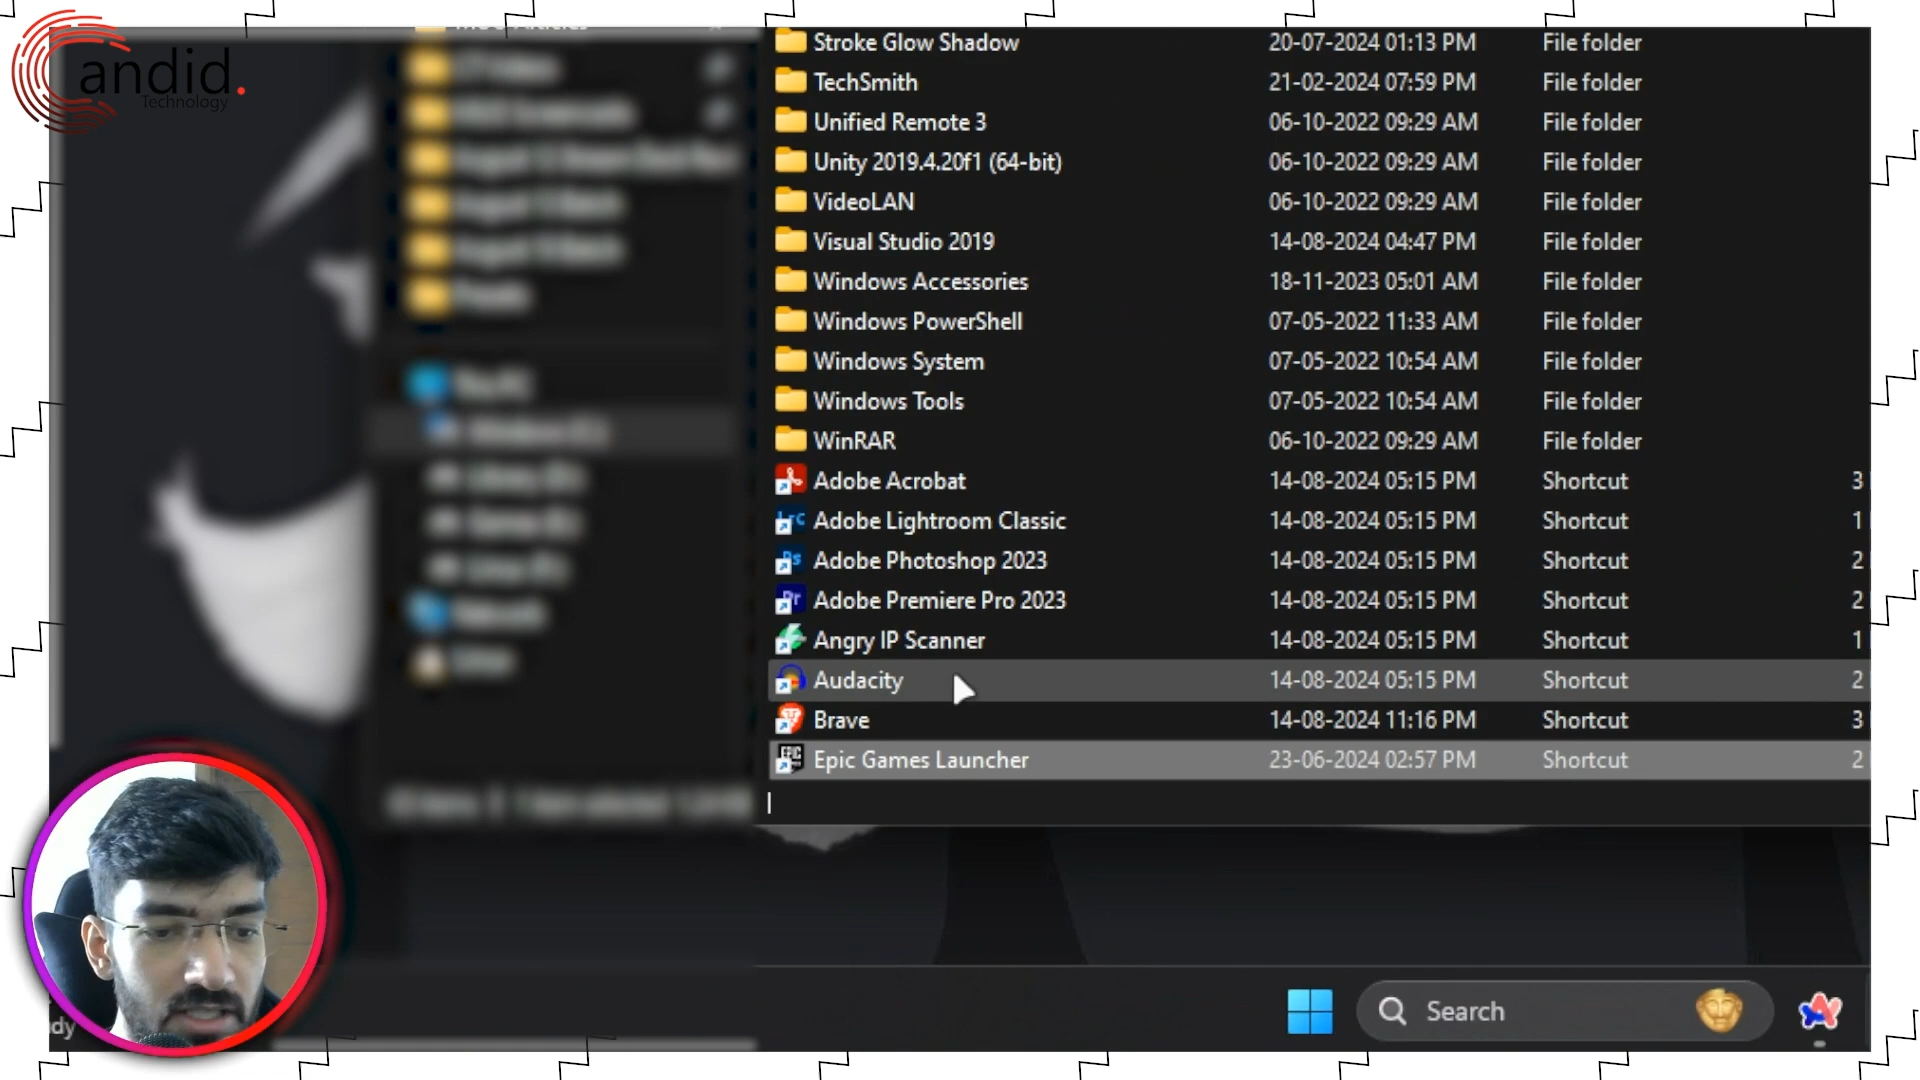 andid.
Technology
Stroke Glow Shadow 20-07-2024 01:13 PM File folder
TechSmith 21-02-2024 07:59 PM File folder
Unified Remote 3 06-10-2022 09:29 AM File folder
Unity 2019.4.20f1 (64-bit) 06-10-2022 09:29 AM File folder
VideoLAN 06-10-2022 09:29 AM File folder
Visual Studio 2019 14-08-2024 04:47 PM File folder
Windows Accessories 18-11-2023 05:01 AM File folder
Windows PowerShell 07-05-2022 11:33 AM File folder
Windows System 07-05-2022 10:54 AM File folder
Windows Tools 07-05-2022 10:54 AM File folder
WinRAR 06-10-2022 09:29 AM File folder
Adobe Acrobat 14-08-2024 05:15 PM Shortcut 3
Adobe Lightroom Classic 14-08-2024 05:15 PM Shortcut 1
Adobe Photoshop 2023 14-08-2024 05:15 PM Shortcut 2
Adobe Premiere Pro 2023 14-08-2024 05:15 PM Shortcut 2
Angry IP Scanner 14-08-2024 05:15 PM Shortcut 1
Audacity 14-08-2024 05:15 PM Shortcut 2
Brave 14-08-2024 11:16 PM Shortcut 3
Epic Games Launcher 23-06-2024 02:57 PM Shortcut 2
Search
dy